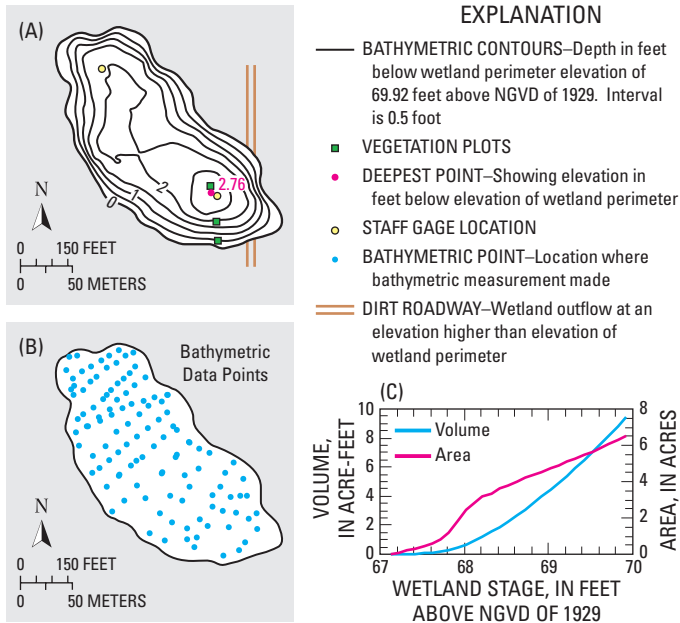 (A)
0
1
2
2.76
N
0 150 FEET
0 50 METERS
(B)
Bathymetric
Data Points
N
0 150 FEET
0 50 METERS
EXPLANATION
BATHYMETRIC CONTOURS–Depth in feet
below wetland perimeter elevation of
69.92 feet above NGVD of 1929. Interval
is 0.5 foot
VEGETATION PLOTS
DEEPEST POINT–Showing elevation in
feet below elevation of wetland perimeter
STAFF GAGE LOCATION
BATHYMETRIC POINT–Location where
bathymetric measurement made
DIRT ROADWAY–Wetland outflow at an
elevation higher than elevation of
wetland perimeter
(C)
VOLUME,
IN ACRE-FEET
10
8
6
4
2
0
Volume
Area
8
6
4
2
0
AREA, IN ACRES
67 68 69 70
WETLAND STAGE, IN FEET
ABOVE NGVD OF 1929